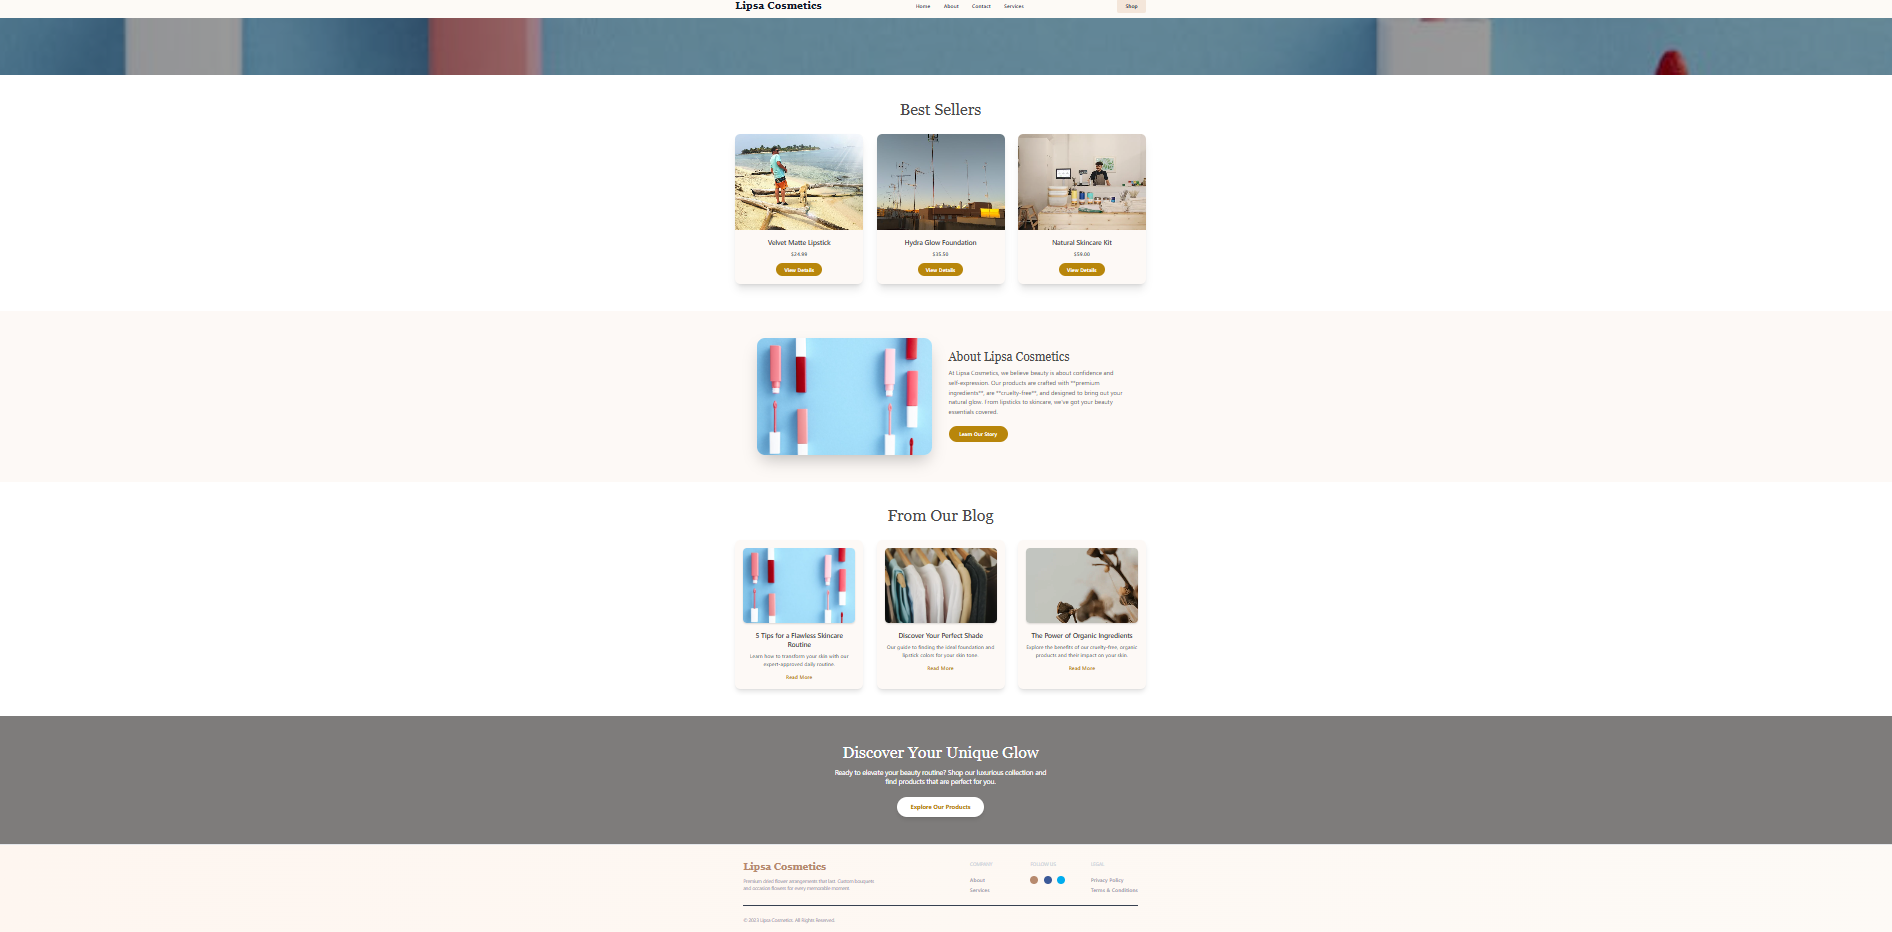 Lipsa Cosmetics
Home About Contact Services
Shop
Best Sellers
Velvet Matte Lipstick
$24.99
View Details
Hydra Glow Foundation
$35.50
View Details
Natural Skincare Kit
$59.00
View Details
About Lipsa Cosmetics
At Lipsa Cosmetics, we believe beauty is about confidence and
self-expression. Our products are crafted with **premium
ingredients**, are **cruelty-free**, and designed to bring out your
natural glow. From lipsticks to skincare, we've got your beauty
essentials covered.
Learn Our Story
From Our Blog
5 Tips for a Flawless Skincare
Routine
Learn how to transform your skin with our
expert-approved daily routine.
Read More
Discover Your Perfect Shade
Our guide to finding the ideal foundation and
lipstick colors for your skin tone.
Read More
The Power of Organic Ingredients
Explore the benefits of our cruelty-free, organic
products and their impact on your skin.
Read More
Discover Your Unique Glow
Ready to elevate your beauty routine? Shop our luxurious collection and
find products that are perfect for you.
Explore Our Products
Lipsa Cosmetics
Premium dried flower arrangements that last. Custom bouquets
and occasion flowers for every memorable moment.
COMPANY
About
Services
FOLLOW US
LEGAL
Privacy Policy
Terms & Conditions
© 2023 Lipsa Cosmetics. All Rights Reserved.